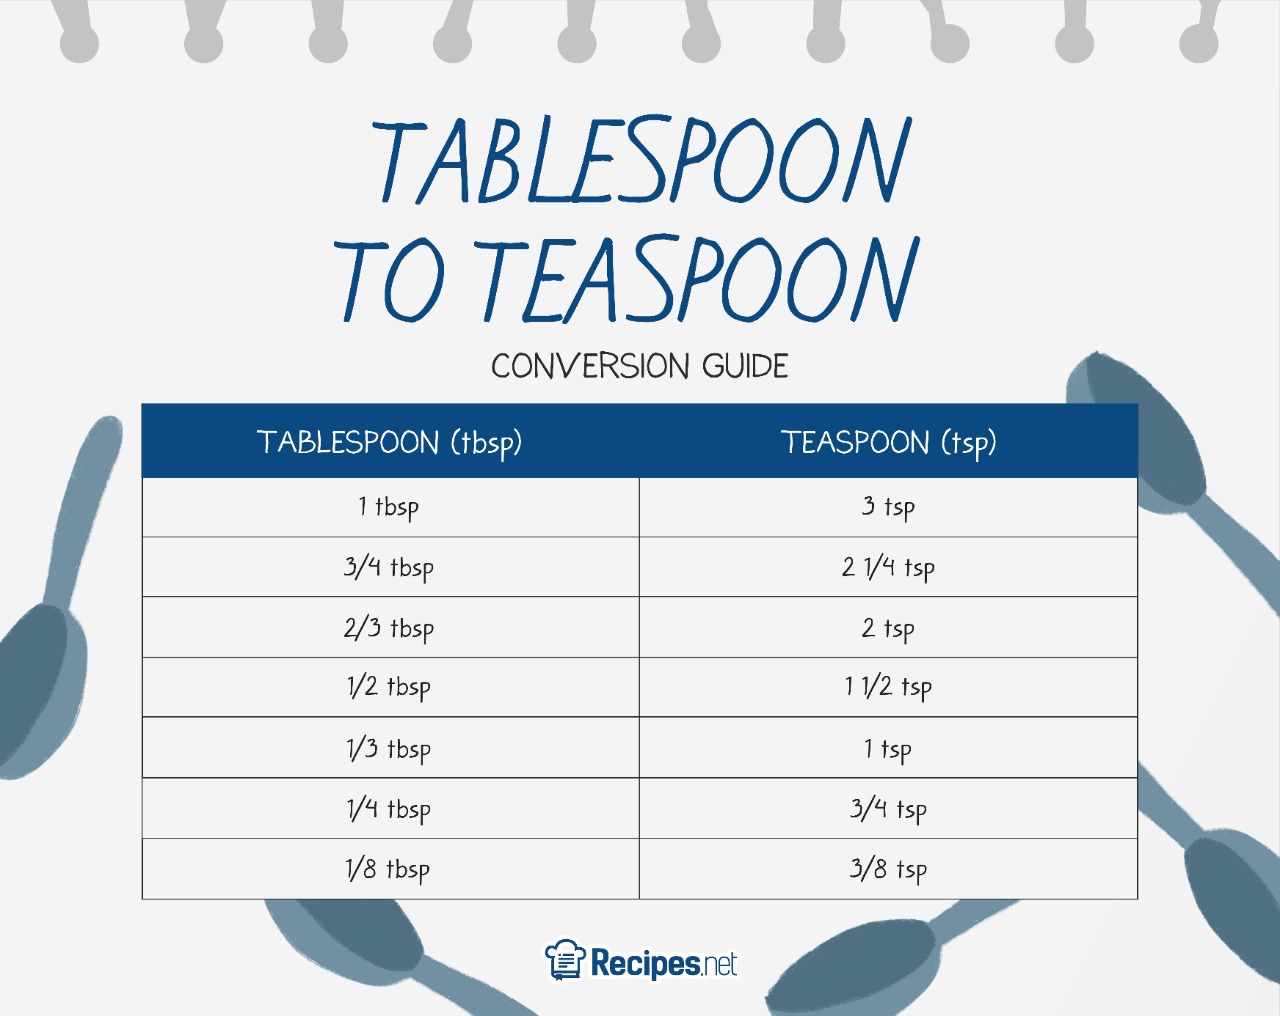 TABLESPOON
TO TEASPOON
CONVERSION GUIDE
TABLESPOON (tbsp) TEASPOON (tsp)
1 tbsp 3 tsp
3/4 tbsp 2 1/4 tsp
2/3 tbsp 2 tsp
1/2 tbsp 1 1/2 tsp
1/3 tbsp 1 tsp
1/4 tbsp 3/4 tsp
1/8 tbsp 3/8 tsp
Recipes.net